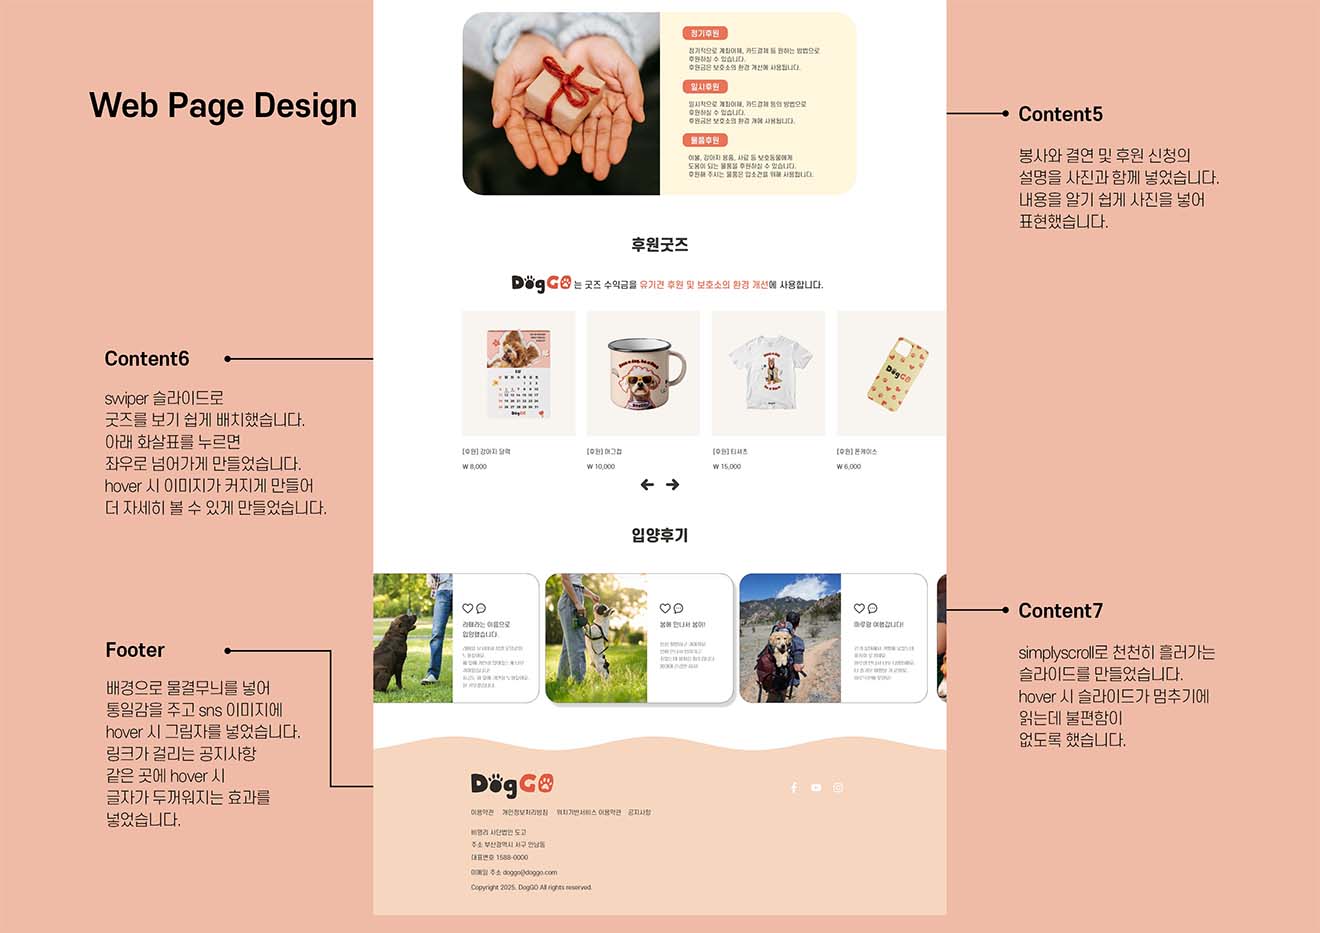 Web Page Design
정기후원
정기적으로 계좌이체, 카드결제 등 원하는 방법으로
후원하실 수 있습니다.
후원금은 보호소의 환경 개선에 사용됩니다.
일시후원
일시적으로 계좌이체, 카드결제 등의 방법으로
후원하실 수 있습니다.
후원금은 보호소의 환경 개에 사용됩니다.
물품후원
이불, 강아지 용품, 사료 등 보호동물에게
도움이 되는 물품을 후원하실 수 있습니다.
후원해 주시는 물품은 입소견을 위해 사용됩니다.
Content5
봉사와 결연 및 후원 신청의
설명을 사진과 함께 넣었습니다.
내용을 알기 쉽게 사진을 넣어
표현했습니다.
후원굿즈
DogGO 는 굿즈 수익금을 유기견 후원 및 보호소의 환경 개선에 사용합니다.
DogGO
DogGO
[후원] 강아지 달력
₩ 8,000
[후원] 머그컵
₩ 10,000
[후원] 티셔츠
₩ 15,000
[후원] 폰케이스
₩ 6,000
Content6
swiper 슬라이드로
굿즈를 보기 쉽게 배치했습니다.
아래 화살표를 누르면
좌우로 넘어가게 만들었습니다.
hover 시 이미지가 커지게 만들어
더 자세히 볼 수 있게 만들었습니다.
입양후기
라떼라는 이름으로
입양했습니다.
봄에 만나서 봄이!
마루랑 여행갑니다!
Content7
simplyscroll로 천천히 흘러가는
슬라이드를 만들었습니다.
hover 시 슬라이드가 멈추기에
읽는데 불편함이
없도록 했습니다.
Footer
배경으로 물결무늬를 넣어
통일감을 주고 sns 이미지에
hover 시 그림자를 넣었습니다.
링크가 걸리는 공지사항
같은 곳에 hover 시
글자가 두꺼워지는 효과를
넣었습니다.
DogGO
이용약관 개인정보처리방침 위치기반서비스 이용약관 공지사항
비영리 사단법인 도고
주소 부산광역시 서구 안남동
대표번호 1588-0000
이메일 주소 doggo@doggo.com
Copyright 2025. DogGO All rights reserved.